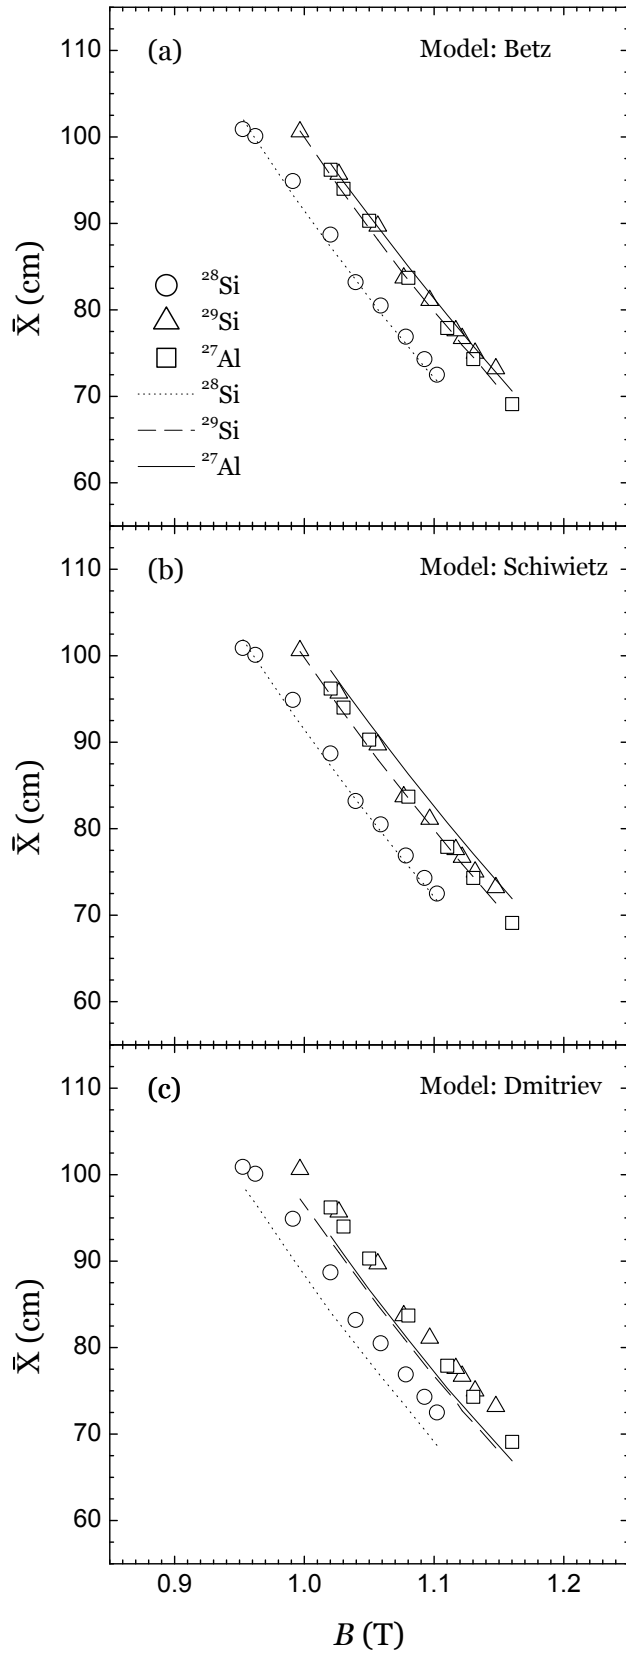 (a) Model: Betz
110
100
90
80
70
60
X̄ (cm)
²⁸Si
²⁹Si
²⁷Al
²⁸Si
²⁹Si
²⁷Al
(b) Model: Schiwietz
110
100
90
80
70
60
X̄ (cm)
(c) Model: Dmitriev
110
100
90
80
70
60
X̄ (cm)
0.9 1.0 1.1 1.2
B (T)